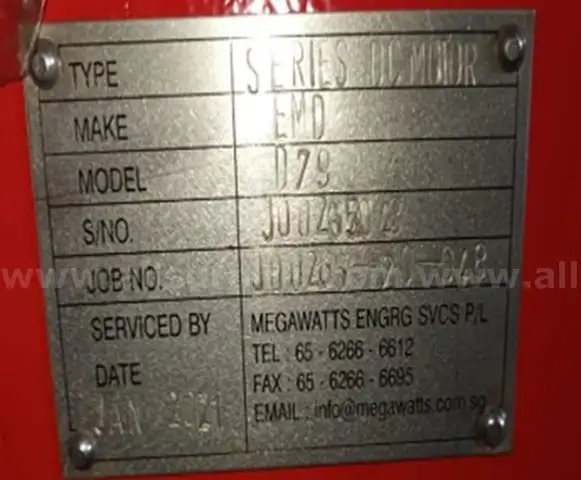 TYPE SERIES DC MOTOR
MAKE EMD
MODEL D79
S/NO.
JOB NO.
SERVICED BY MEGAWATTS ENGRG SVCS P/L
TEL : 65 - 6266 - 6612
DATE FAX : 65 - 6266 - 6695
JAN 2021 EMAIL : info@megawatts.com.sg